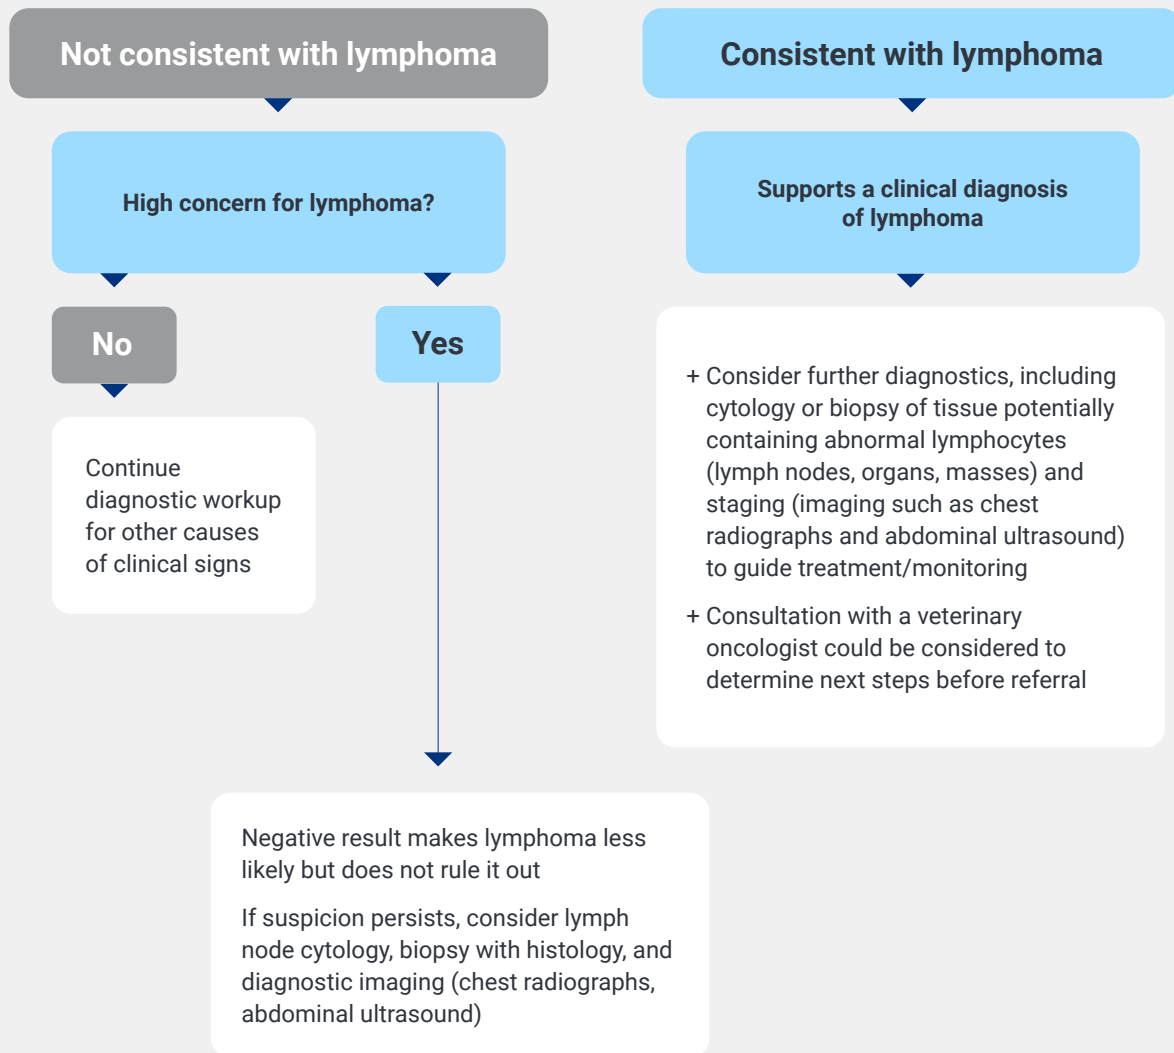 Not consistent with lymphoma
High concern for lymphoma?
No
Yes
Continue
diagnostic workup
for other causes
of clinical signs
Negative result makes lymphoma less
likely but does not rule it out
If suspicion persists, consider lymph
node cytology, biopsy with histology, and
diagnostic imaging (chest radiographs,
abdominal ultrasound)
Consistent with lymphoma
Supports a clinical diagnosis
of lymphoma
+ Consider further diagnostics, including
cytology or biopsy of tissue potentially
containing abnormal lymphocytes
(lymph nodes, organs, masses) and
staging (imaging such as chest
radiographs and abdominal ultrasound)
to guide treatment/monitoring
+ Consultation with a veterinary
oncologist could be considered to
determine next steps before referral